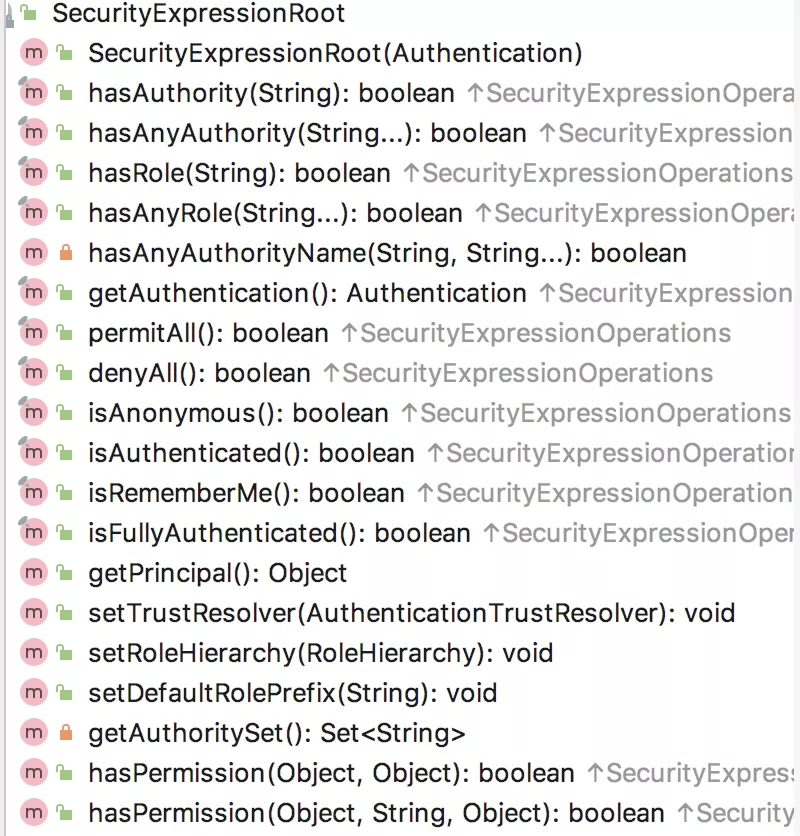 SecurityExpressionRoot
m SecurityExpressionRoot(Authentication)
m hasAuthority(String): boolean ↑SecurityExpressionOpera
m hasAnyAuthority(String...): boolean ↑SecurityExpression
m hasRole(String): boolean ↑SecurityExpressionOperations
m hasAnyRole(String...): boolean ↑SecurityExpressionOpera
m hasAnyAuthorityName(String, String...): boolean
m getAuthentication(): Authentication ↑SecurityExpression
m permitAll(): boolean ↑SecurityExpressionOperations
m denyAll(): boolean ↑SecurityExpressionOperations
m isAnonymous(): boolean ↑SecurityExpressionOperations
m isAuthenticated(): boolean ↑SecurityExpressionOperation
m isRememberMe(): boolean ↑SecurityExpressionOperations
m isFullyAuthenticated(): boolean ↑SecurityExpressionOper
m getPrincipal(): Object
m setTrustResolver(AuthenticationTrustResolver): void
m setRoleHierarchy(RoleHierarchy): void
m setDefaultRolePrefix(String): void
m getAuthoritySet(): Set<String>
m hasPermission(Object, Object): boolean ↑SecurityExpress
m hasPermission(Object, String, Object): boolean ↑Security